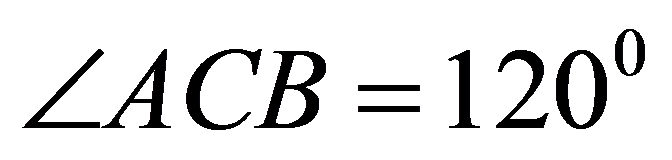 ∠ACB = 120⁰